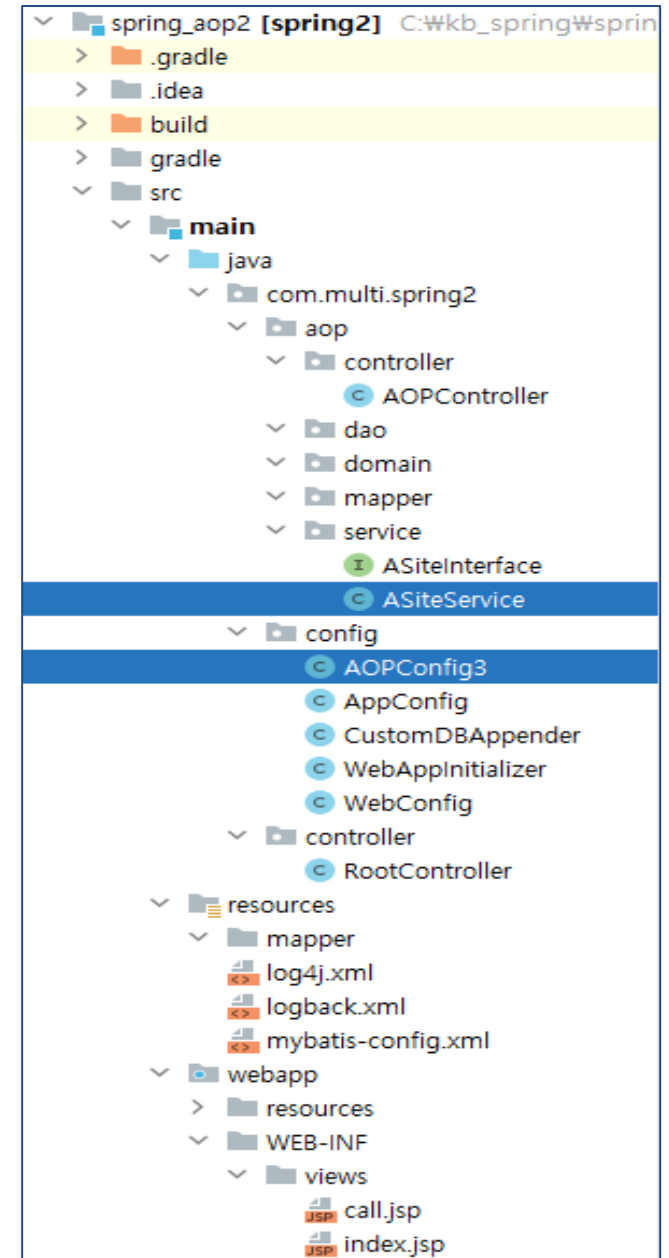 spring_aop2 [spring2] C:₩kb_spring₩sprin
.gradle
.idea
build
gradle
src
main
java
com.multi.spring2
aop
controller
C AOPController
dao
domain
mapper
service
I ASiteInterface
C ASiteService
config
C AOPConfig3
C AppConfig
C CustomDBAppender
C WebAppInitializer
C WebConfig
controller
C RootController
resources
mapper
<> log4j.xml
<> logback.xml
<> mybatis-config.xml
webapp
resources
WEB-INF
views
JSP call.jsp
JSP index.jsp